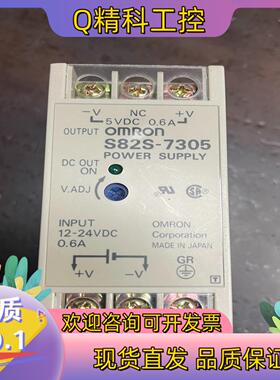 Q精科工控
-V NC +V
5VDC 0.6A
OUTPUT OMRON
S82S-7305
POWER SUPPLY
DC OUT
ON
V.ADJ
INPUT
12-24VDC
0.6A
OMRON
Corporation
MADE IN JAPAN
+V -V
GR
T
质
0.1
欢迎咨询可开发票
现货直发 品质保证